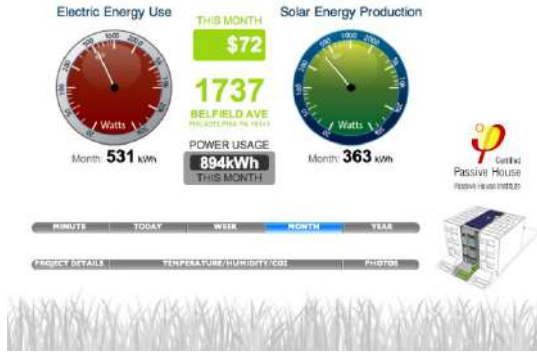 Electric Energy Use
THIS MONTH
$72
Solar Energy Production
1737
BELFIELD AVE
PHILADELPHIA PA
Watts
Watts
Month: 531 kWh
POWER USAGE
894kWh
THIS MONTH
Month: 363 kWh
Certified
Passive House
Passive House Institute
MINUTE TODAY WEEK MONTH YEAR
PROJECT DETAILS TEMPERATURE/HUMIDITY/CO2 PHOTOS